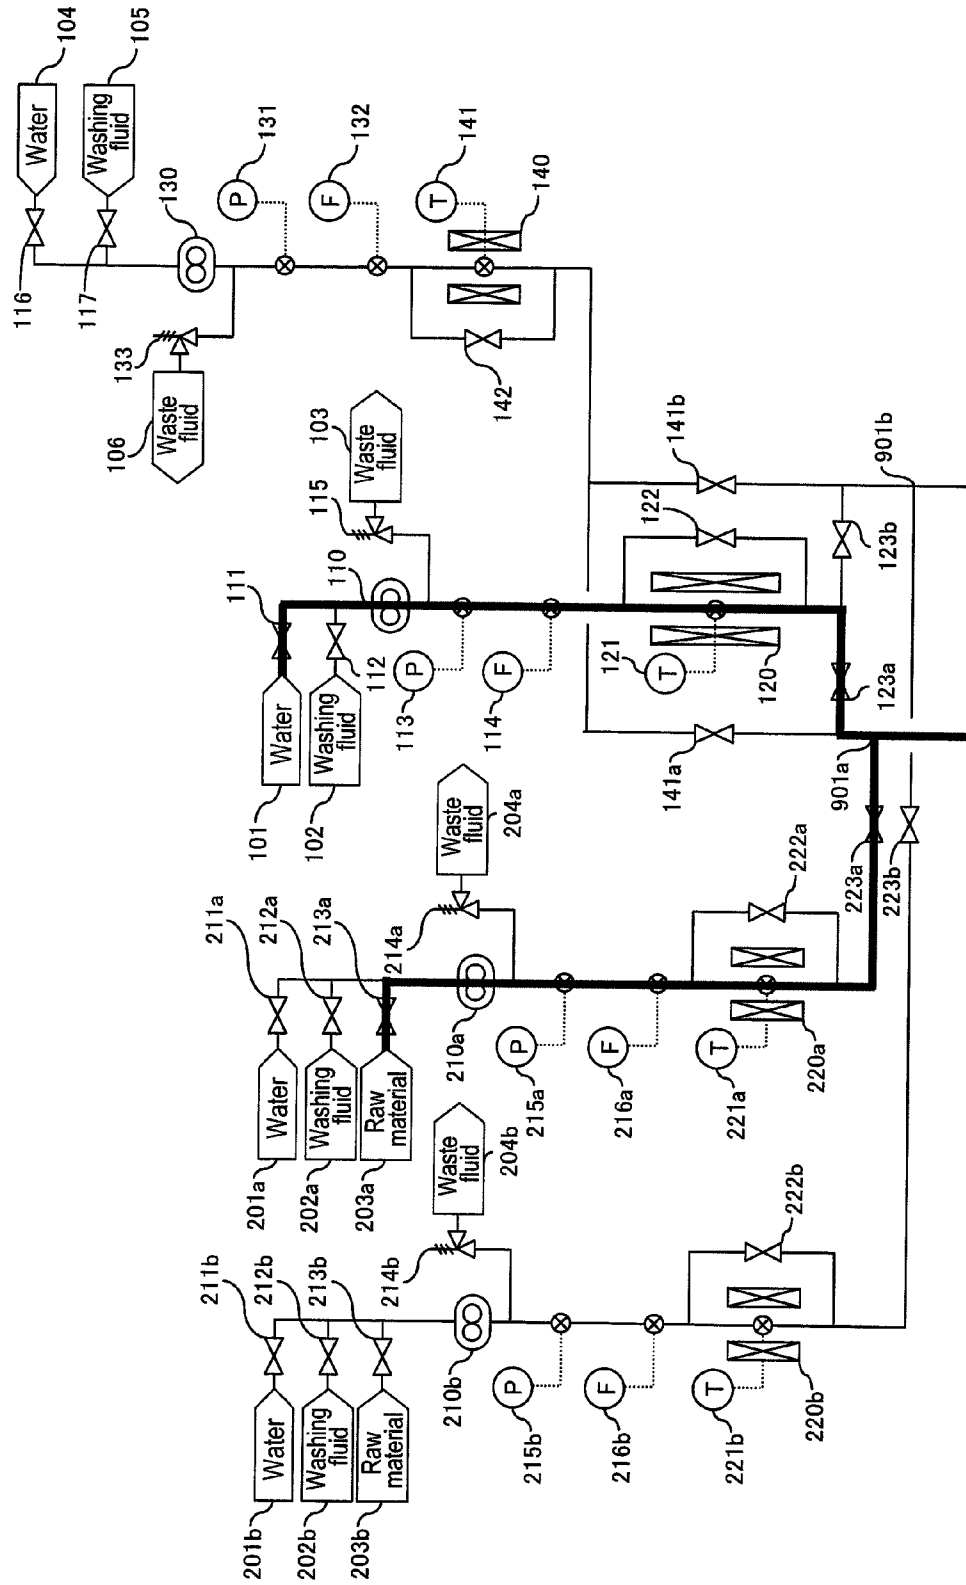 104
Water
116
105
Washing
fluid
117
130
133
106
Waste
fluid
P
131
F
132
T
141
140
142
103
Waste
fluid
115
111
110
101
Water
102
Washing
fluid
112
P
113
F
114
T
121
120
122
141b
123b
901b
123a
141a
901a
223a
223b
211a
212a
213a
201a
Water
202a
Washing
fluid
203a
Raw
material
204a
Waste
fluid
214a
210a
P
215a
F
216a
T
221a
220a
222a
211b
212b
213b
201b
Water
202b
Washing
fluid
203b
Raw
material
204b
Waste
fluid
214b
210b
P
215b
F
216b
T
221b
220b
222b